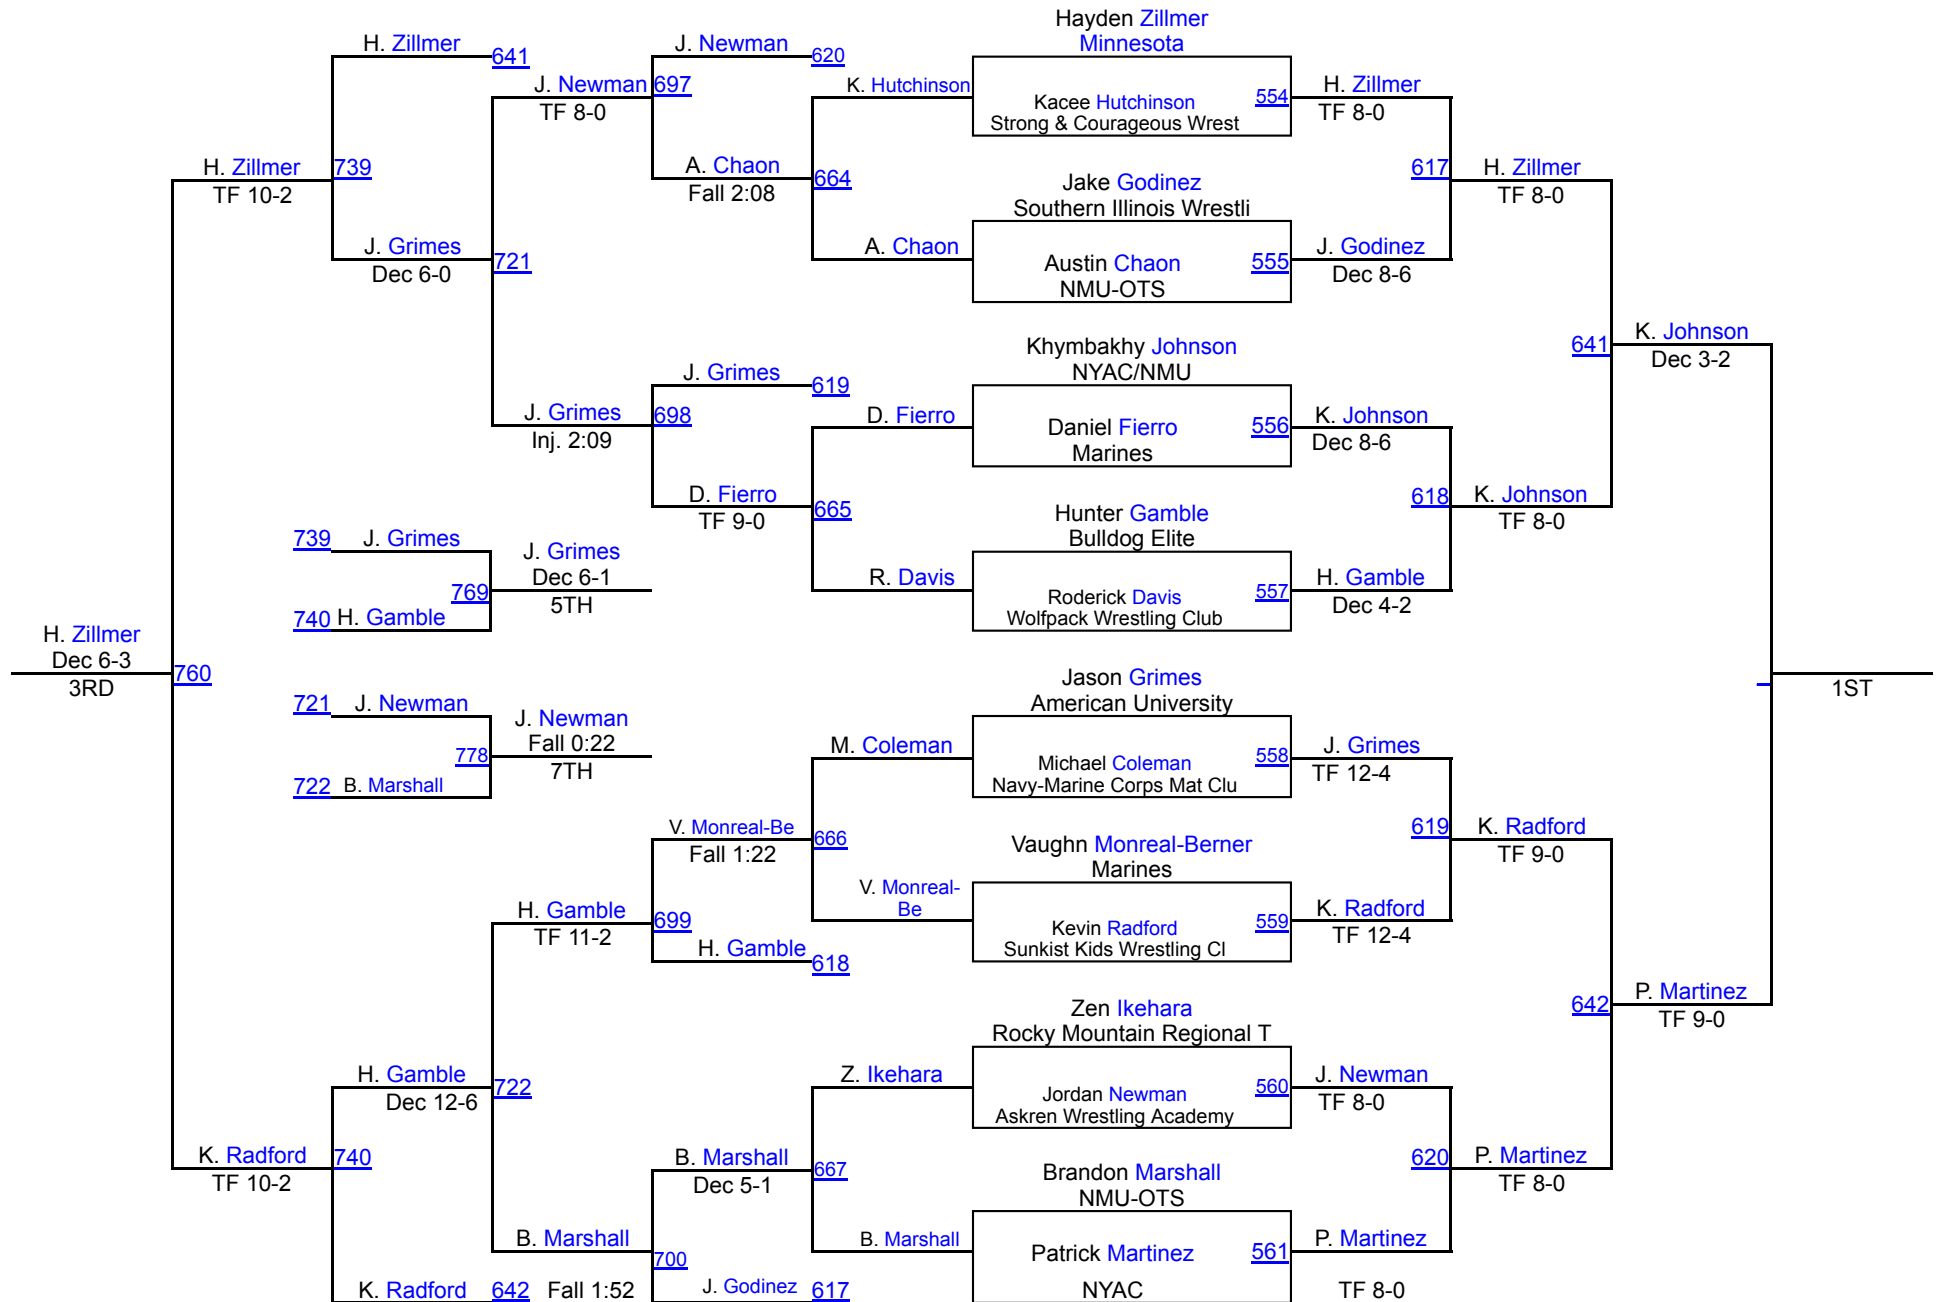 Hayden Zillmer
Minnesota
H. Zillmer
641
J. Newman
620
J. Newman
697
TF 8-0
K. Hutchinson
Kacee Hutchinson
554
Strong & Courageous Wrest
H. Zillmer
TF 8-0
H. Zillmer
739
TF 10-2
A. Chaon
664
Fall 2:08
Jake Godinez
Southern Illinois Wrestli
617
H. Zillmer
TF 8-0
J. Grimes
721
Dec 6-0
A. Chaon
Austin Chaon
555
NMU-OTS
J. Godinez
Dec 8-6
Khymbakhy Johnson
NYAC/NMU
641
K. Johnson
Dec 3-2
J. Grimes
619
J. Grimes
698
Inj. 2:09
D. Fierro
Daniel Fierro
556
Marines
K. Johnson
Dec 8-6
D. Fierro
665
TF 9-0
Hunter Gamble
Bulldog Elite
618
K. Johnson
TF 8-0
739
J. Grimes
J. Grimes
Dec 6-1
769
5TH
740
H. Gamble
R. Davis
Roderick Davis
557
Wolfpack Wrestling Club
H. Gamble
Dec 4-2
H. Zillmer
Dec 6-3
760
3RD
1ST
Jason Grimes
American University
721
J. Newman
J. Newman
Fall 0:22
778
7TH
722
B. Marshall
M. Coleman
Michael Coleman
558
Navy-Marine Corps Mat Clu
J. Grimes
TF 12-4
V. Monreal-Be
666
Fall 1:22
Vaughn Monreal-Berner
Marines
619
K. Radford
TF 9-0
V. Monreal-
Be
H. Gamble
699
TF 11-2
H. Gamble
618
Kevin Radford
559
Sunkist Kids Wrestling Cl
K. Radford
TF 12-4
Zen Ikehara
Rocky Mountain Regional T
642
P. Martinez
TF 9-0
H. Gamble
722
Dec 12-6
Z. Ikehara
Jordan Newman
560
Askren Wrestling Academy
J. Newman
TF 8-0
K. Radford
740
TF 10-2
B. Marshall
667
Dec 5-1
Brandon Marshall
NMU-OTS
620
P. Martinez
TF 8-0
B. Marshall
700
B. Marshall
Patrick Martinez
561
P. Martinez
K. Radford
642
Fall 1:52
J. Godinez
617
NYAC
TF 8-0